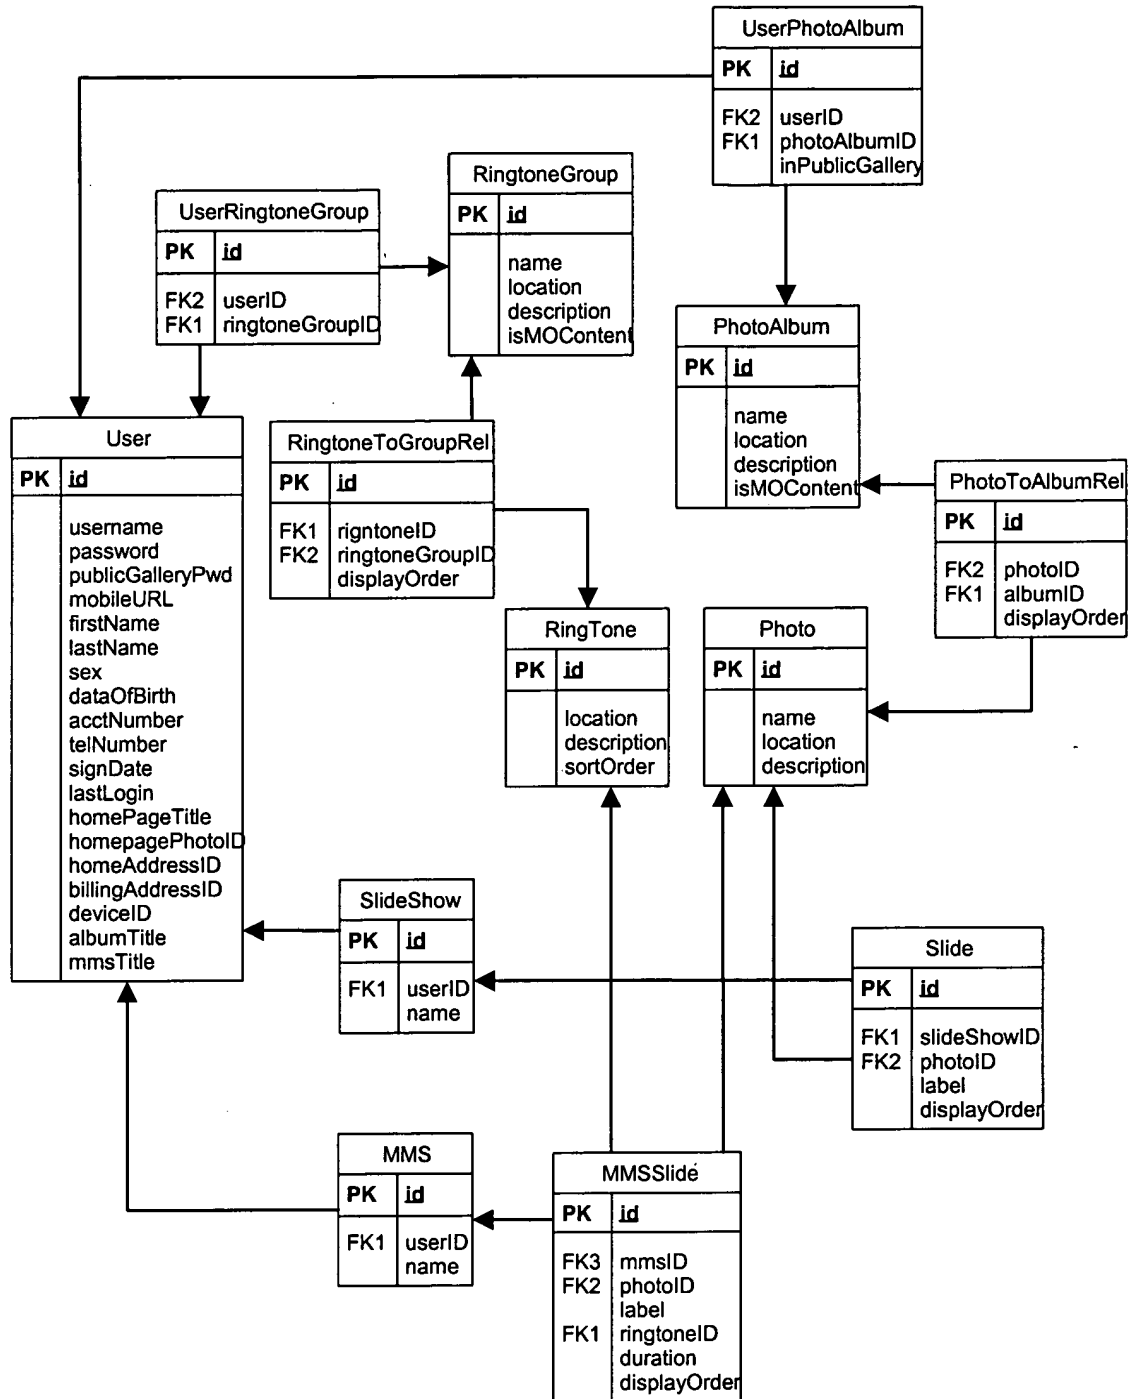 UserPhotoAlbum
PK id
FK2 userID
FK1 photoAlbumID
inPublicGallery
RingtoneGroup
PK id
name
location
description
isMOContent
UserRingtoneGroup
PK id
FK2 userID
FK1 ringtoneGroupID
PhotoAlbum
PK id
name
location
description
isMOContent
User
PK id
username
password
publicGalleryPwd
mobileURL
firstName
lastName
sex
dataOfBirth
acctNumber
telNumber
signDate
lastLogin
homePageTitle
homepagePhotoID
homeAddressID
billingAddressID
deviceID
albumTitle
mmsTitle
RingtoneToGroupRel
PK id
FK1 rigntoneID
FK2 ringtoneGroupID
displayOrder
PhotoToAlbumRel
PK id
FK2 photoID
FK1 albumID
displayOrder
RingTone
PK id
location
description
sortOrder
Photo
PK id
name
location
description
SlideShow
PK id
FK1 userID
name
Slide
PK id
FK1 slideShowID
FK2 photoID
label
displayOrder
MMS
PK id
FK1 userID
name
MMSSlide
PK id
FK3 mmsID
FK2 photoID
label
FK1 ringtoneID
duration
displayOrder